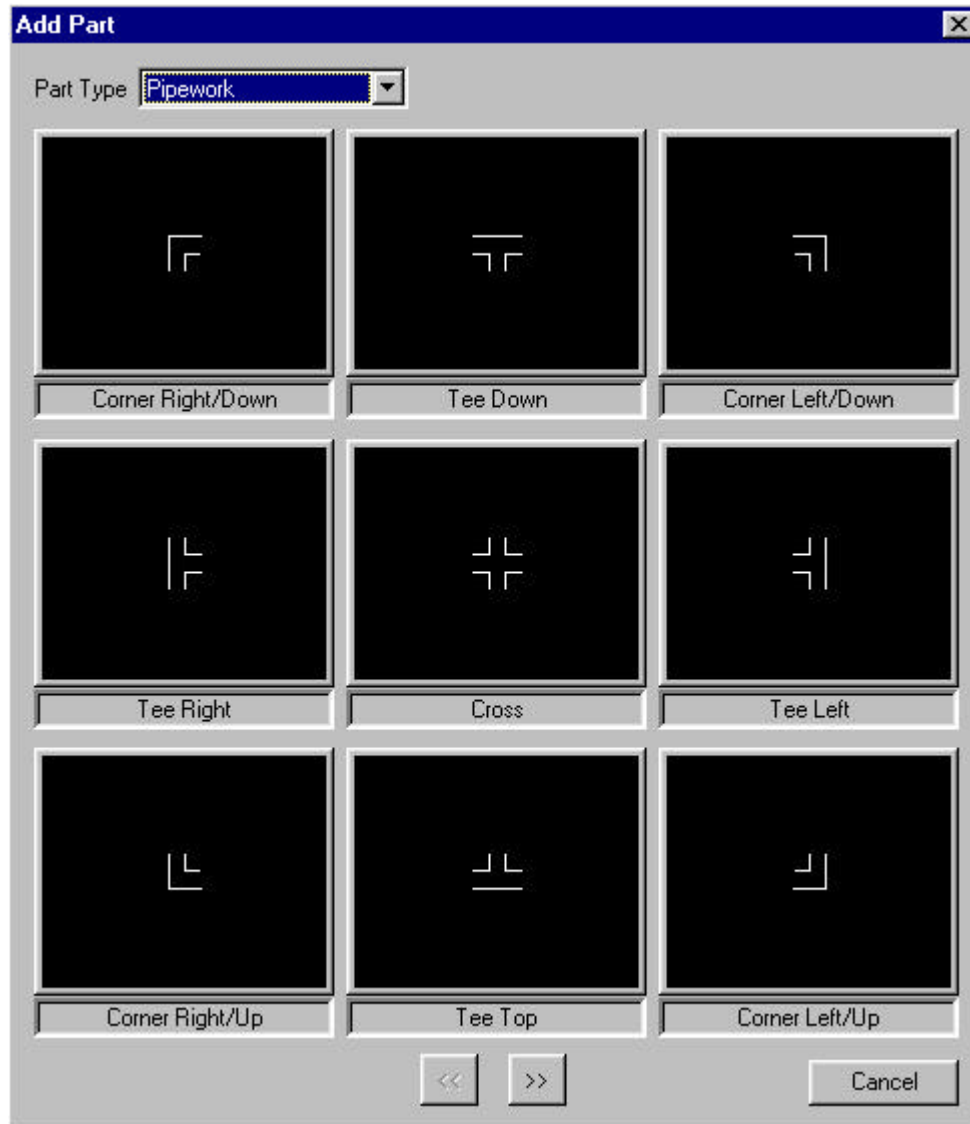 Add Part
Part Type Pipework
Corner Right/Down Tee Down Corner Left/Down
Tee Right Cross Tee Left
Corner Right/Up Tee Top Corner Left/Up
<< >> Cancel